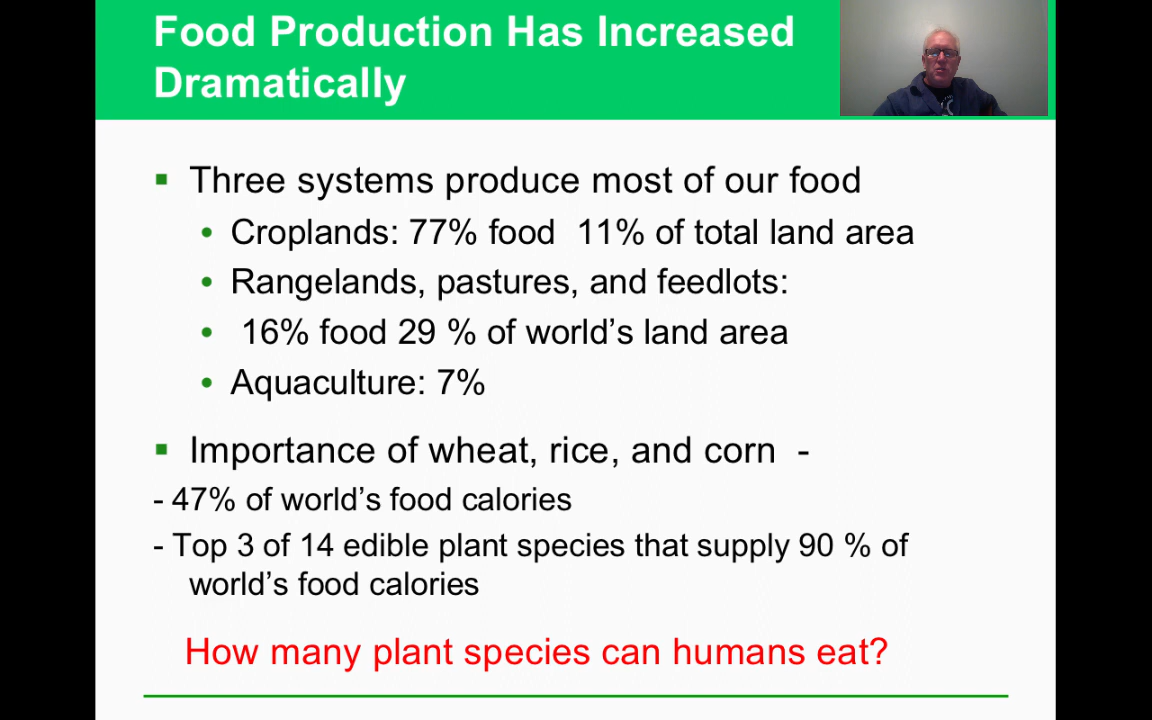 Food Production Has Increased
Dramatically
▪ Three systems produce most of our food
• Croplands: 77% food 11% of total land area
• Rangelands, pastures, and feedlots:
• 16% food 29 % of world’s land area
• Aquaculture: 7%
▪ Importance of wheat, rice, and corn -
- 47% of world’s food calories
- Top 3 of 14 edible plant species that supply 90 % of
world’s food calories
How many plant species can humans eat?